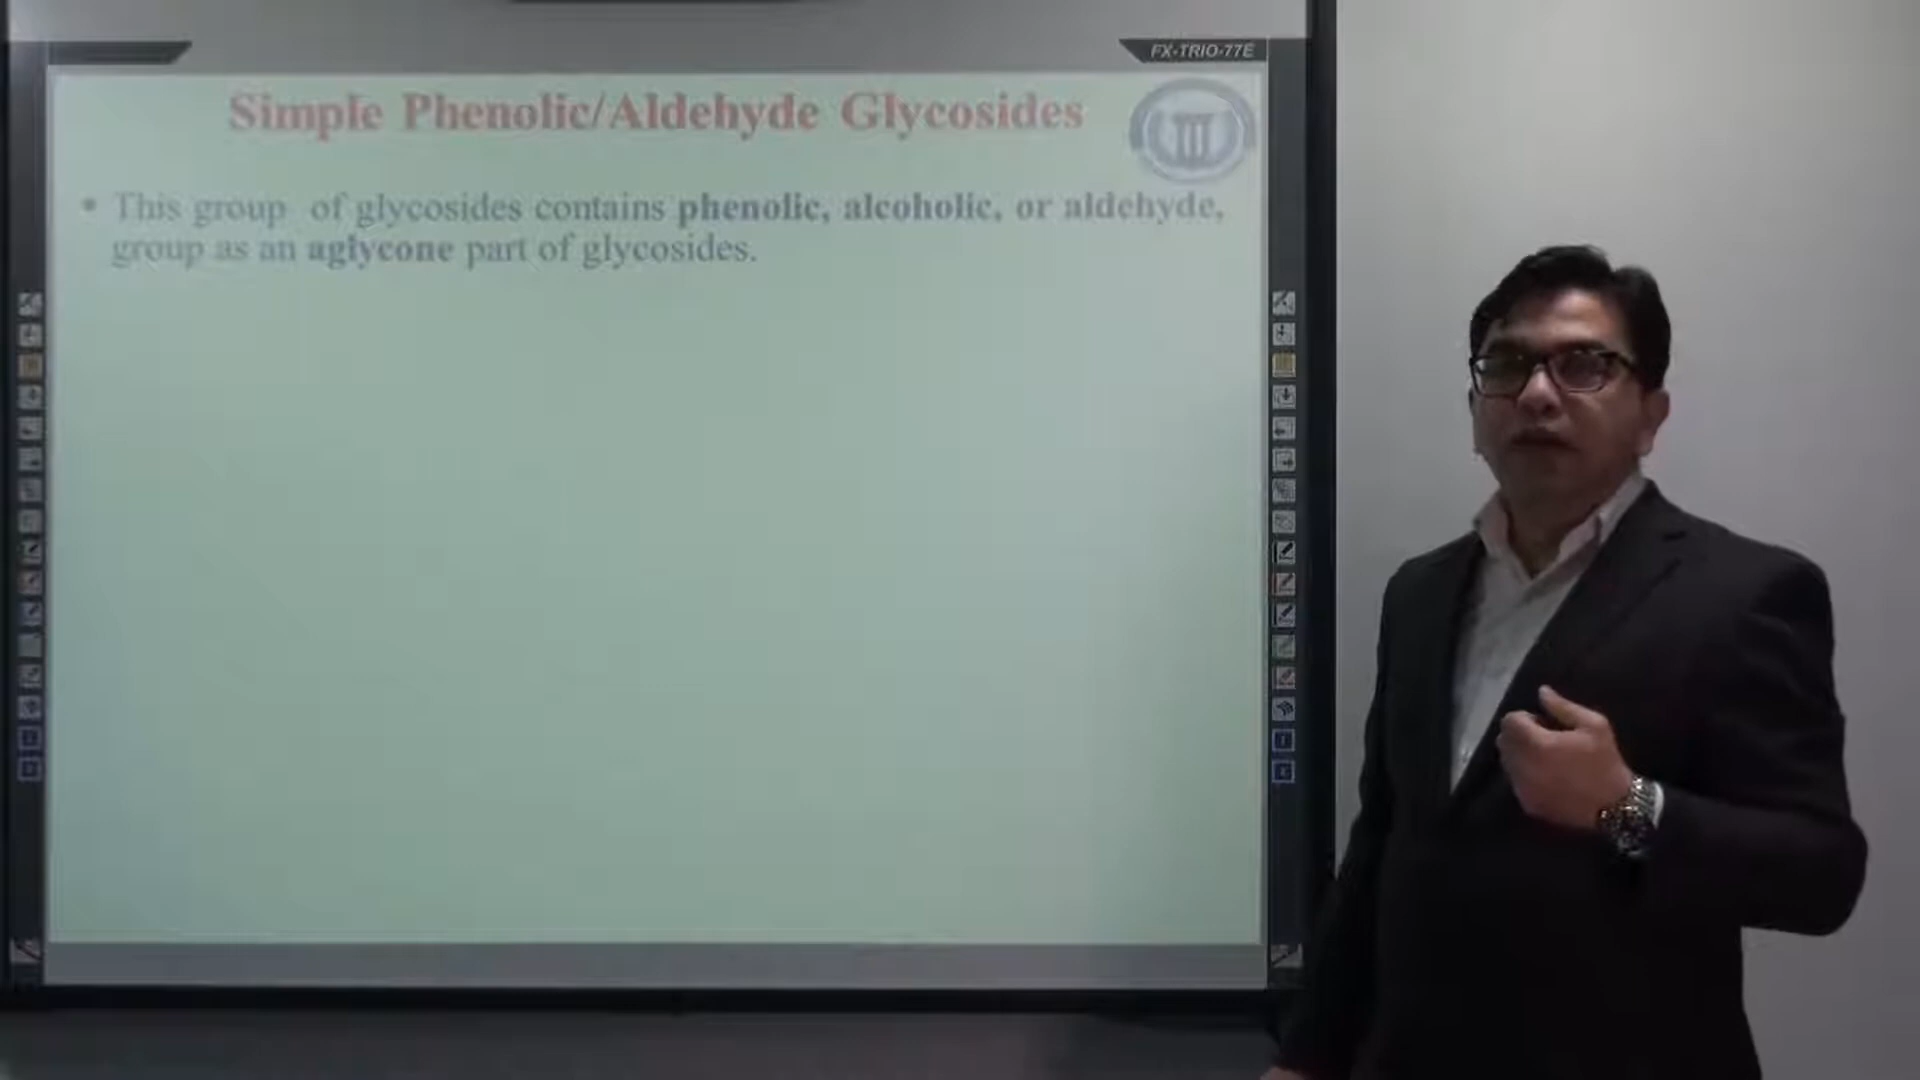 FX-TRIO-77E
Simple Phenolic/Aldehyde Glycosides
• This group of glycosides contains phenolic, alcoholic, or aldehyde,
group as an aglycone part of glycosides.